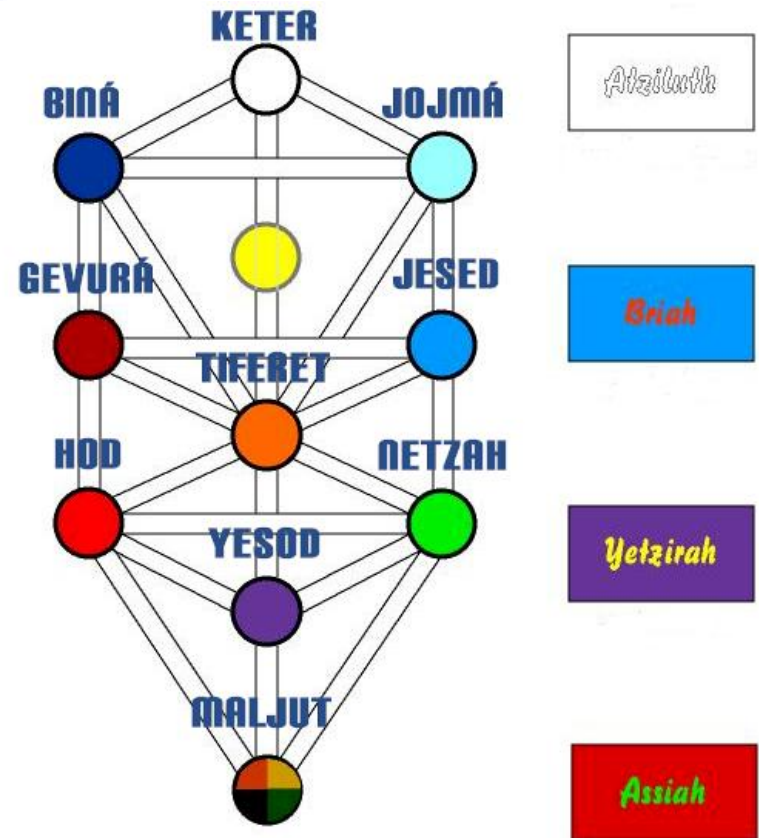 KETER
BINÁ
JOJMÁ
GEVURÁ
JESED
TIFERET
HOD
NETZAH
YESOD
MALJUT
Atziluth
Briah
Yetzirah
Assiah